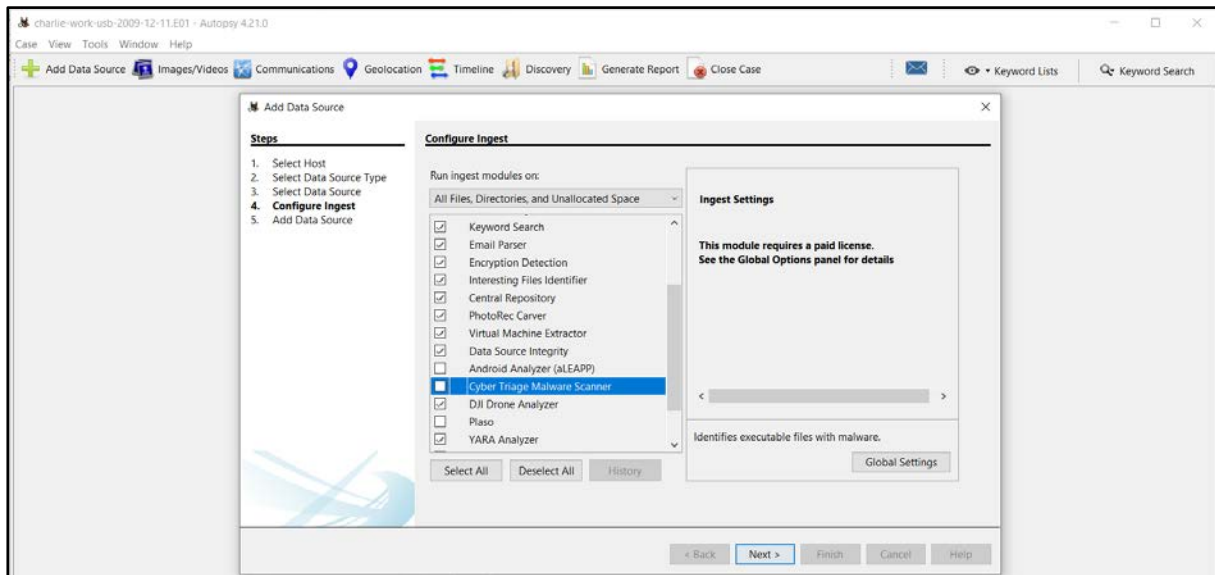 charlie-work-usb-2009-12-11.E01 - Autopsy 4.21.0
Case View Tools Window Help
Add Data Source Images/Videos Communications Geolocation Timeline Discovery Generate Report Close Case Keyword Lists Keyword Search
Add Data Source
Steps
1. Select Host
2. Select Data Source Type
3. Select Data Source
4. Configure Ingest
5. Add Data Source
Configure Ingest
Run ingest modules on:
All Files, Directories, and Unallocated Space
Keyword Search
Email Parser
Encryption Detection
Interesting Files Identifier
Central Repository
PhotoRec Carver
Virtual Machine Extractor
Data Source Integrity
Android Analyzer (aLEAPP)
Cyber Triage Malware Scanner
DJI Drone Analyzer
Plaso
YARA Analyzer
Select All Deselect All History
Ingest Settings
This module requires a paid license.
See the Global Options panel for details
Identifies executable files with malware.
Global Settings
< Back Next > Finish Cancel Help